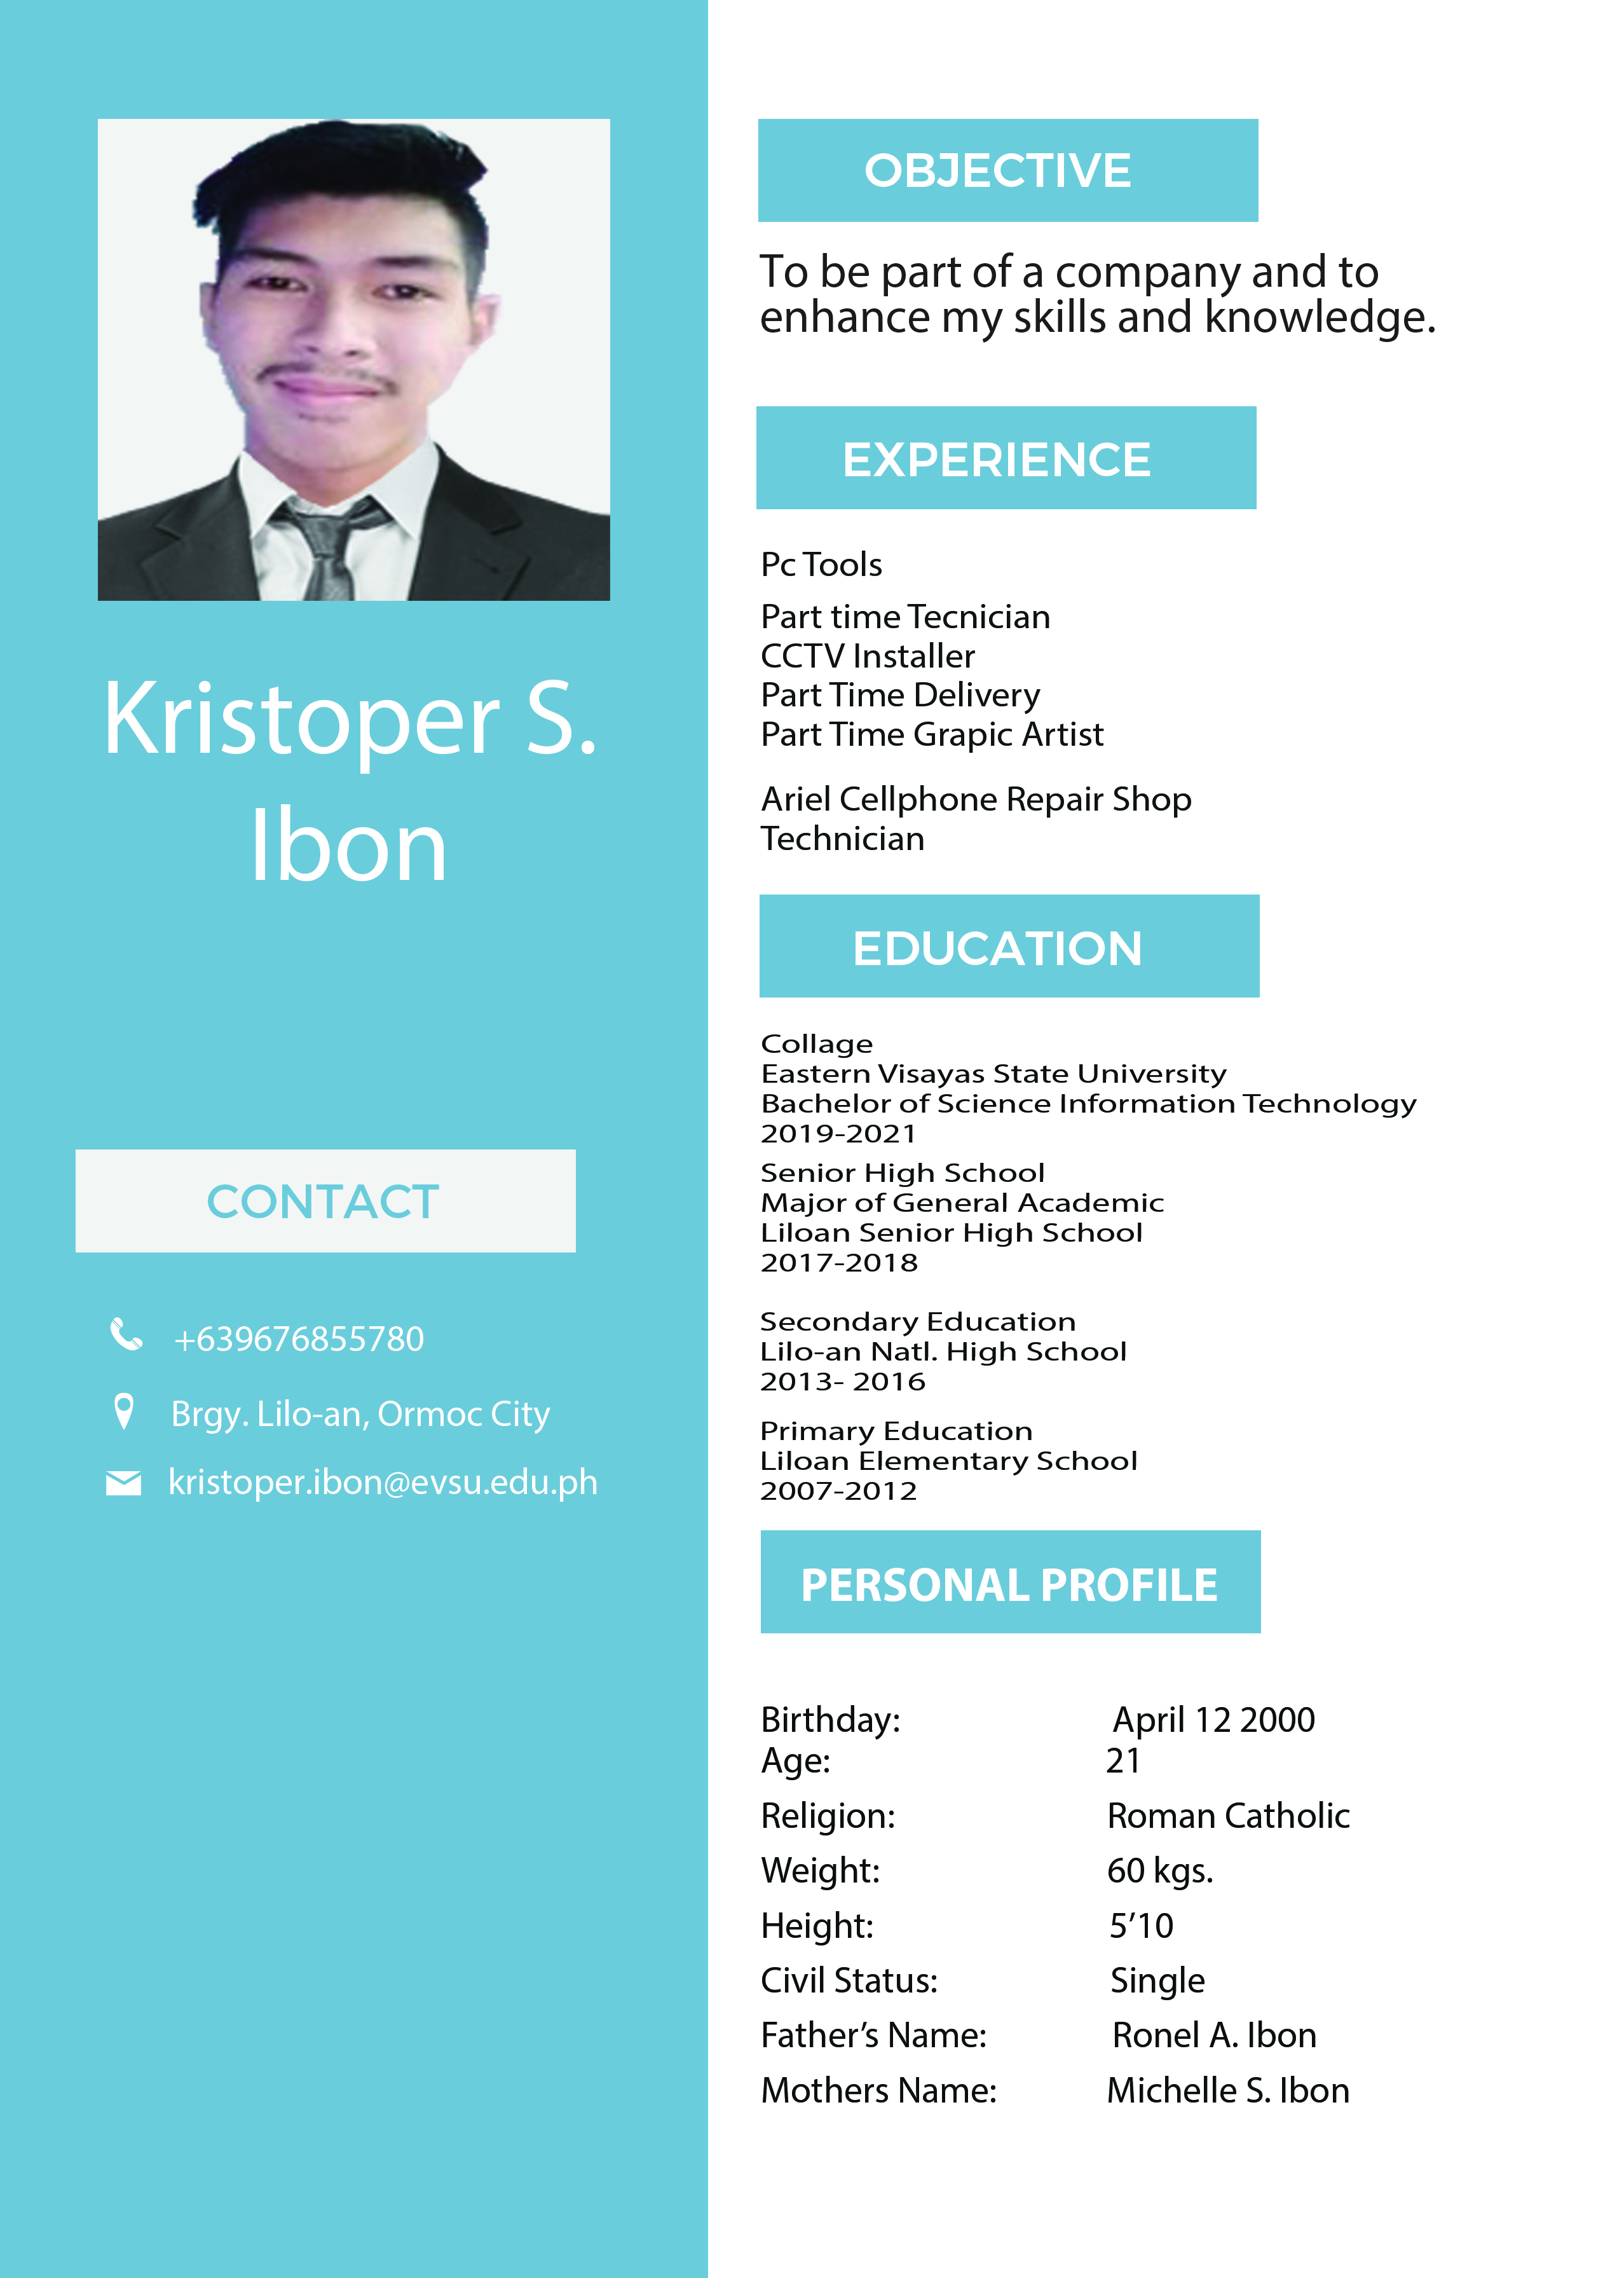 Kristoper S.
Ibon
CONTACT
+639676855780
Brgy. Lilo-an, Ormoc City
kristoper.ibon@evsu.edu.ph
OBJECTIVE
To be part of a company and to
enhance my skills and knowledge.
EXPERIENCE
Pc Tools
Part time Tecnician
CCTV Installer
Part Time Delivery
Part Time Grapic Artist
Ariel Cellphone Repair Shop
Technician
EDUCATION
Collage
Eastern Visayas State University
Bachelor of Science Information Technology
2019-2021
Senior High School
Major of General Academic
Liloan Senior High School
2017-2018
Secondary Education
Lilo-an Natl. High School
2013- 2016
Primary Education
Liloan Elementary School
2007-2012
PERSONAL PROFILE
Birthday: April 12 2000
Age: 21
Religion: Roman Catholic
Weight: 60 kgs.
Height: 5’10
Civil Status: Single
Father’s Name: Ronel A. Ibon
Mothers Name: Michelle S. Ibon